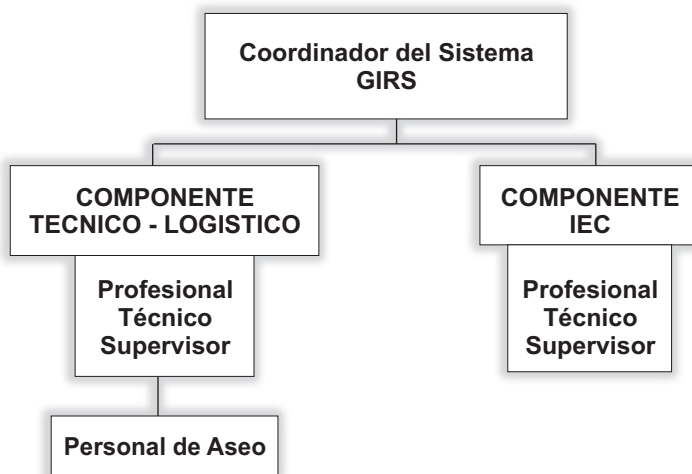 Coordinador del Sistema
GIRS
COMPONENTE
TECNICO - LOGISTICO
Profesional
Técnico
Supervisor
Personal de Aseo
COMPONENTE
IEC
Profesional
Técnico
Supervisor